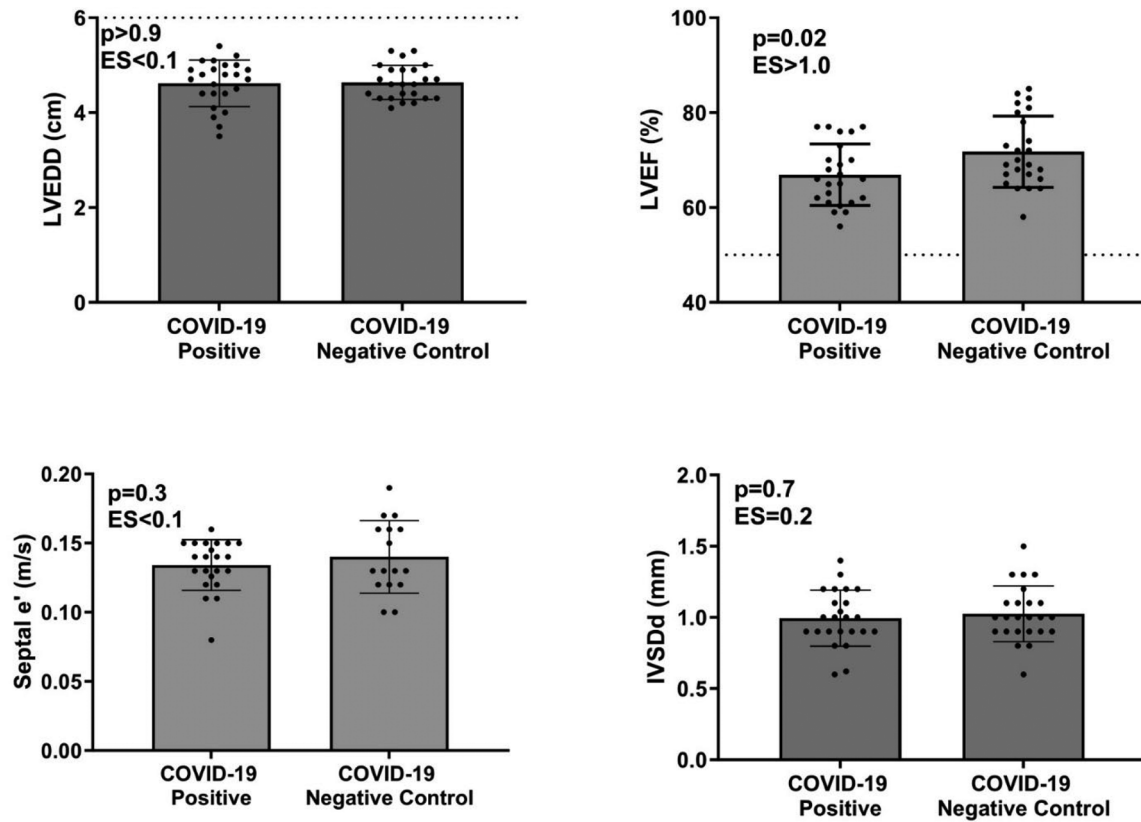 p>0.9
ES<0.1
LVEDD (cm)
6
4
2
0
COVID-19
Positive
COVID-19
Negative Control
p=0.02
ES>1.0
LVEF (%)
100
80
60
40
COVID-19
Positive
COVID-19
Negative Control
p=0.3
ES<0.1
Septal e' (m/s)
0.20
0.15
0.10
0.05
0.00
COVID-19
Positive
COVID-19
Negative Control
p=0.7
ES=0.2
IVSDd (mm)
2.0
1.5
1.0
0.5
0.0
COVID-19
Positive
COVID-19
Negative Control